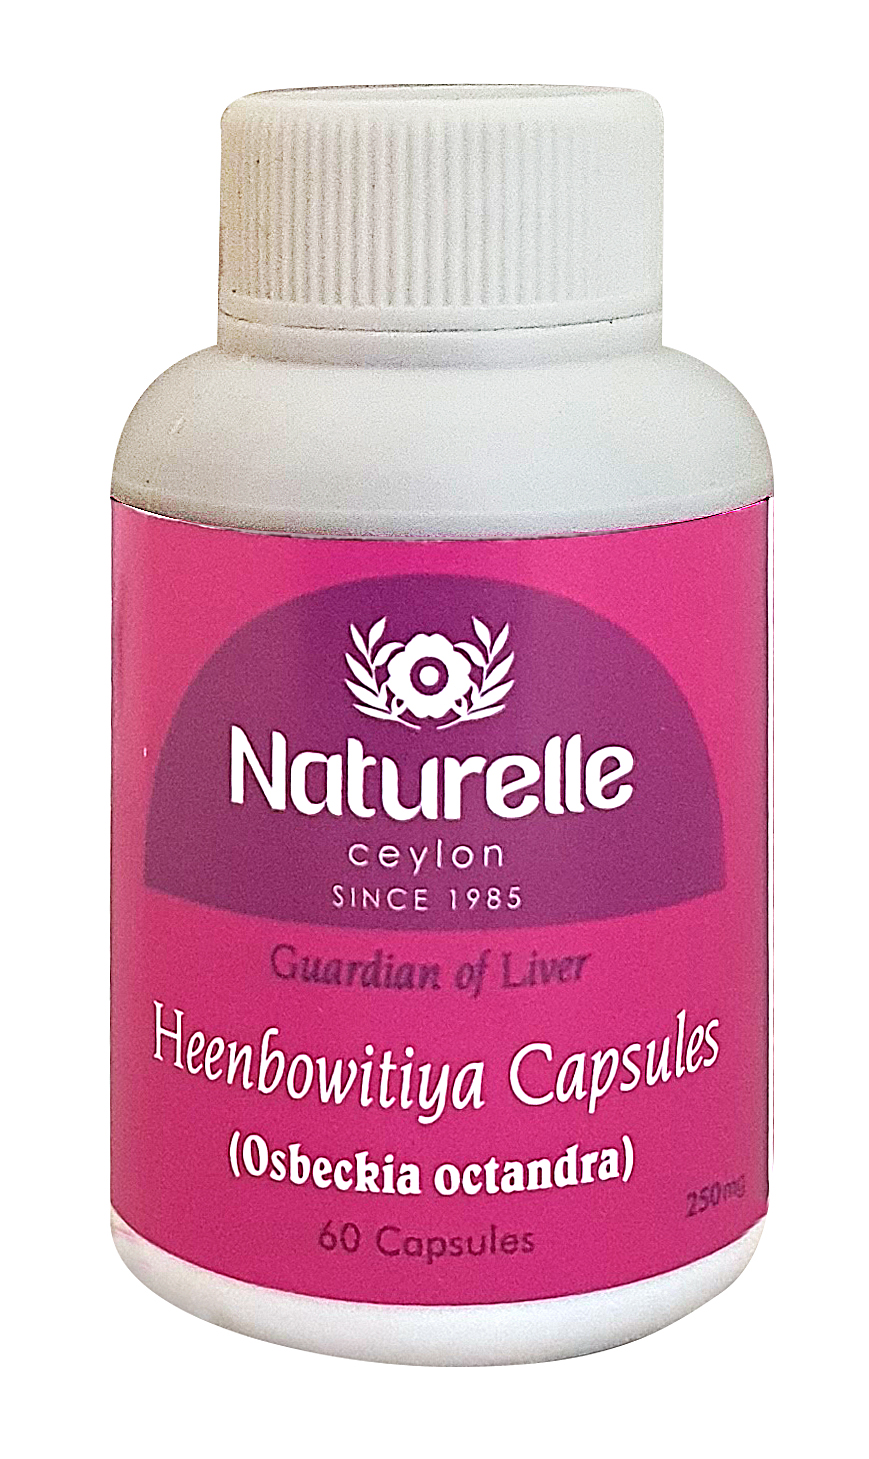 Naturelle
ceylon
SINCE 1985
Guardian of Liver
Heenbowitiya Capsules
(Osbeckia octandra)
250mg
60 Capsules